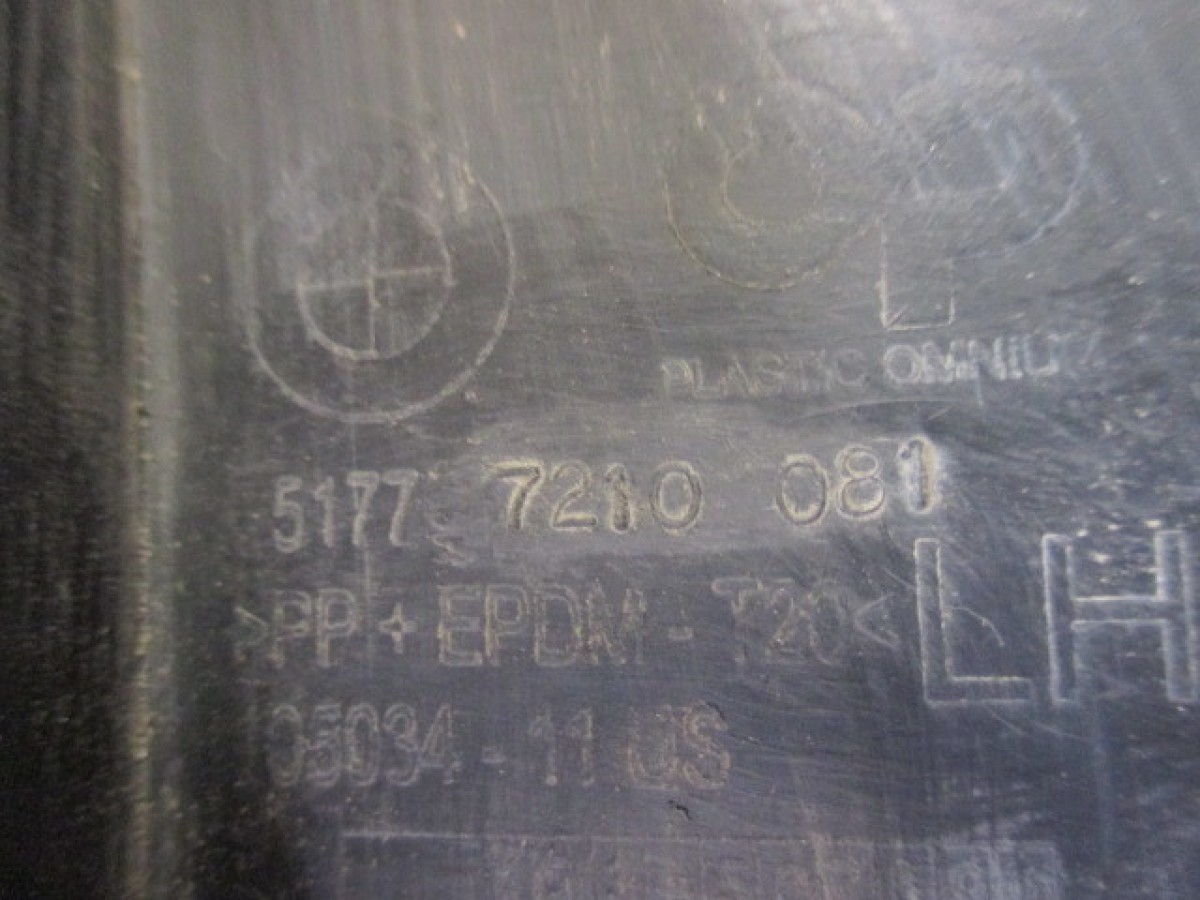 PLASTIC OMNIUM
5177 7210 081
>PP + EPDM - T20<
LH
05034 - 11 US